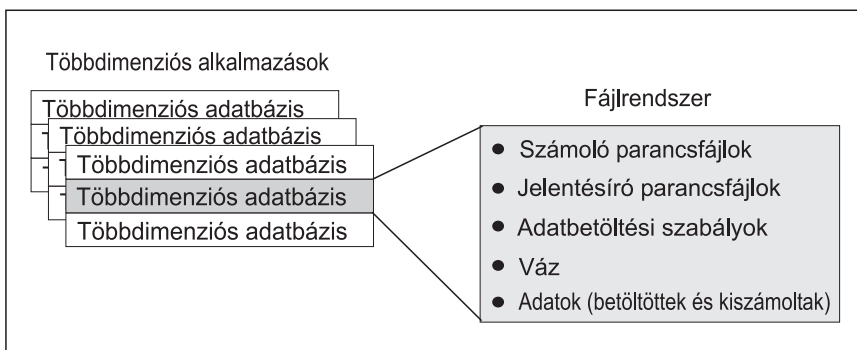 Többdimenziós alkalmazások
Többdimenziós adatbázis
Többdimenziós adatbázis
Többdimenziós adatbázis
Többdimenziós adatbázis
Többdimenziós adatbázis
Fájlrendszer
• Számoló parancsfájlok
• Jelentésíró parancsfájlok
• Adatbetöltési szabályok
• Váz
• Adatok (betöltöttek és kiszámoltak)